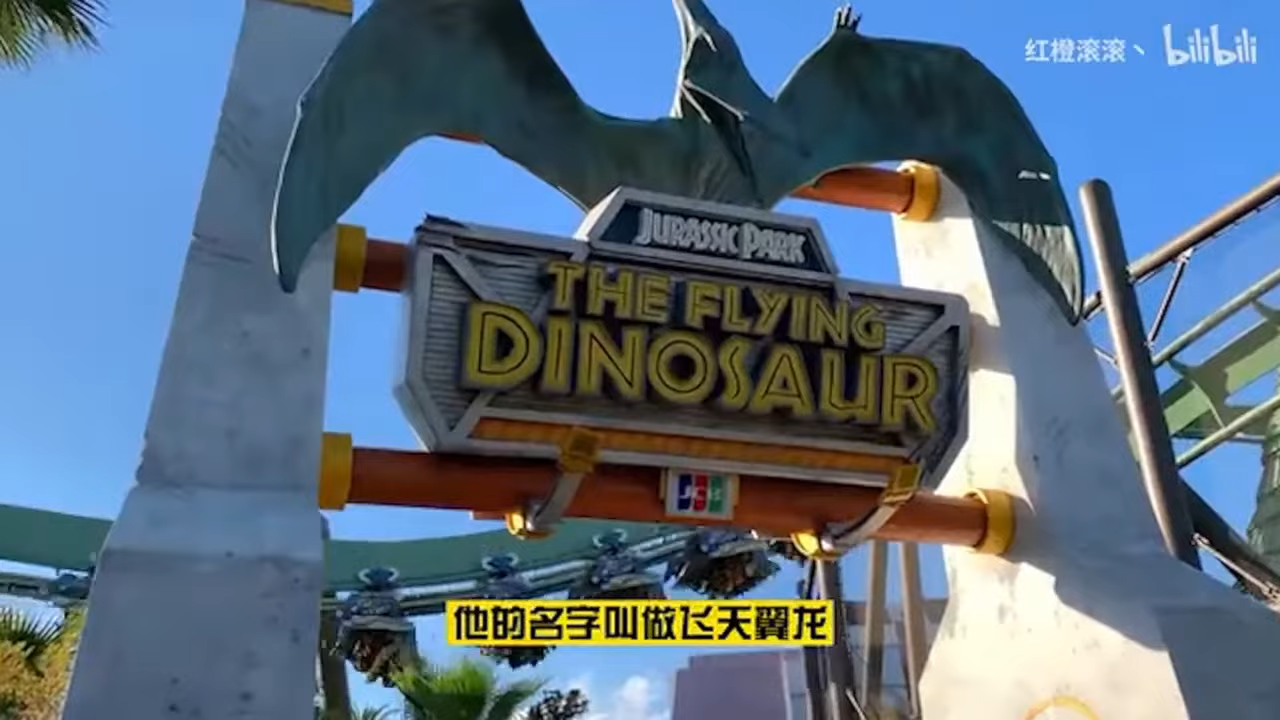 红橙滚滚丶 bilibili
JURASSIC PARK
THE FLYING
DINOSAUR
JCB
他的名字叫做飞天翼龙